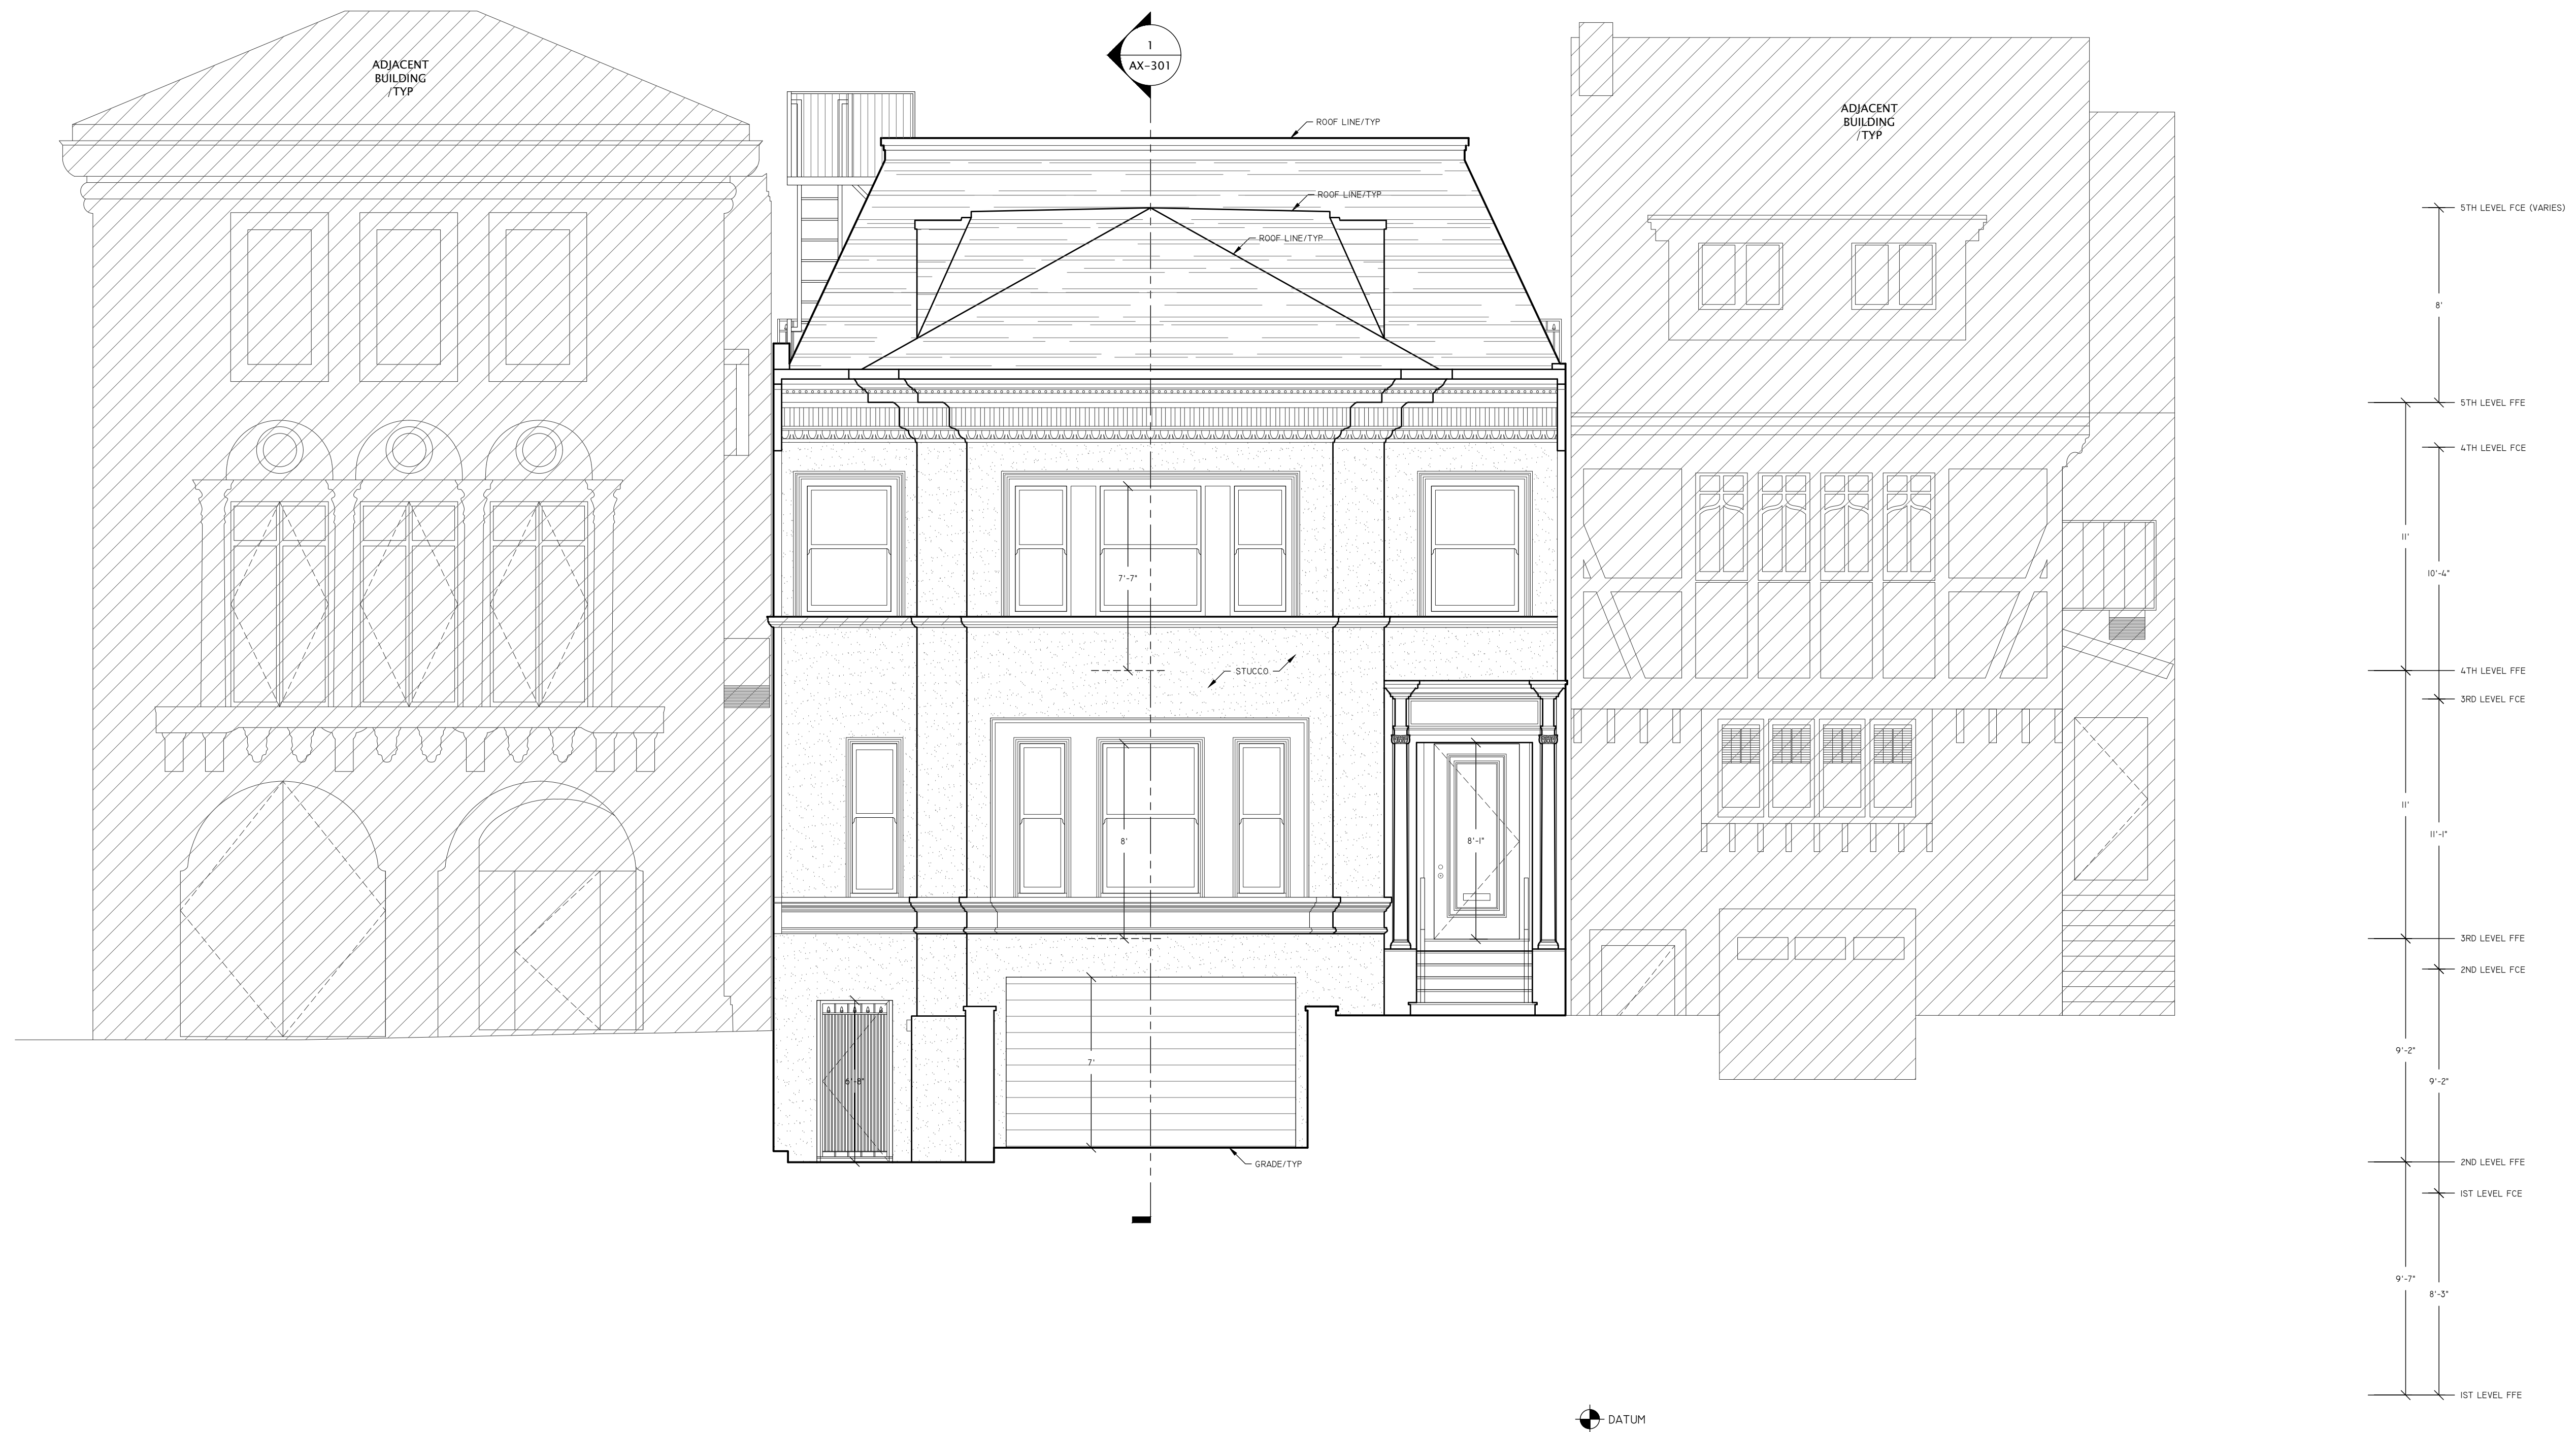 1
AX-301
ADJACENT
BUILDING
/TYP
ADJACENT
BUILDING
/TYP
ROOF LINE/TYP
ROOF LINE/TYP
ROOF LINE/TYP
5TH LEVEL FCE (VARIES)
8'
5TH LEVEL FFE
4TH LEVEL FCE
11'
10'-4"
7'-7"
STUCCO
4TH LEVEL FFE
3RD LEVEL FCE
11'
11'-1"
8'
8'-1"
3RD LEVEL FFE
2ND LEVEL FCE
9'-2"
9'-2"
7'
6'-8"
GRADE/TYP
2ND LEVEL FFE
1ST LEVEL FCE
9'-7"
8'-3"
1ST LEVEL FFE
DATUM